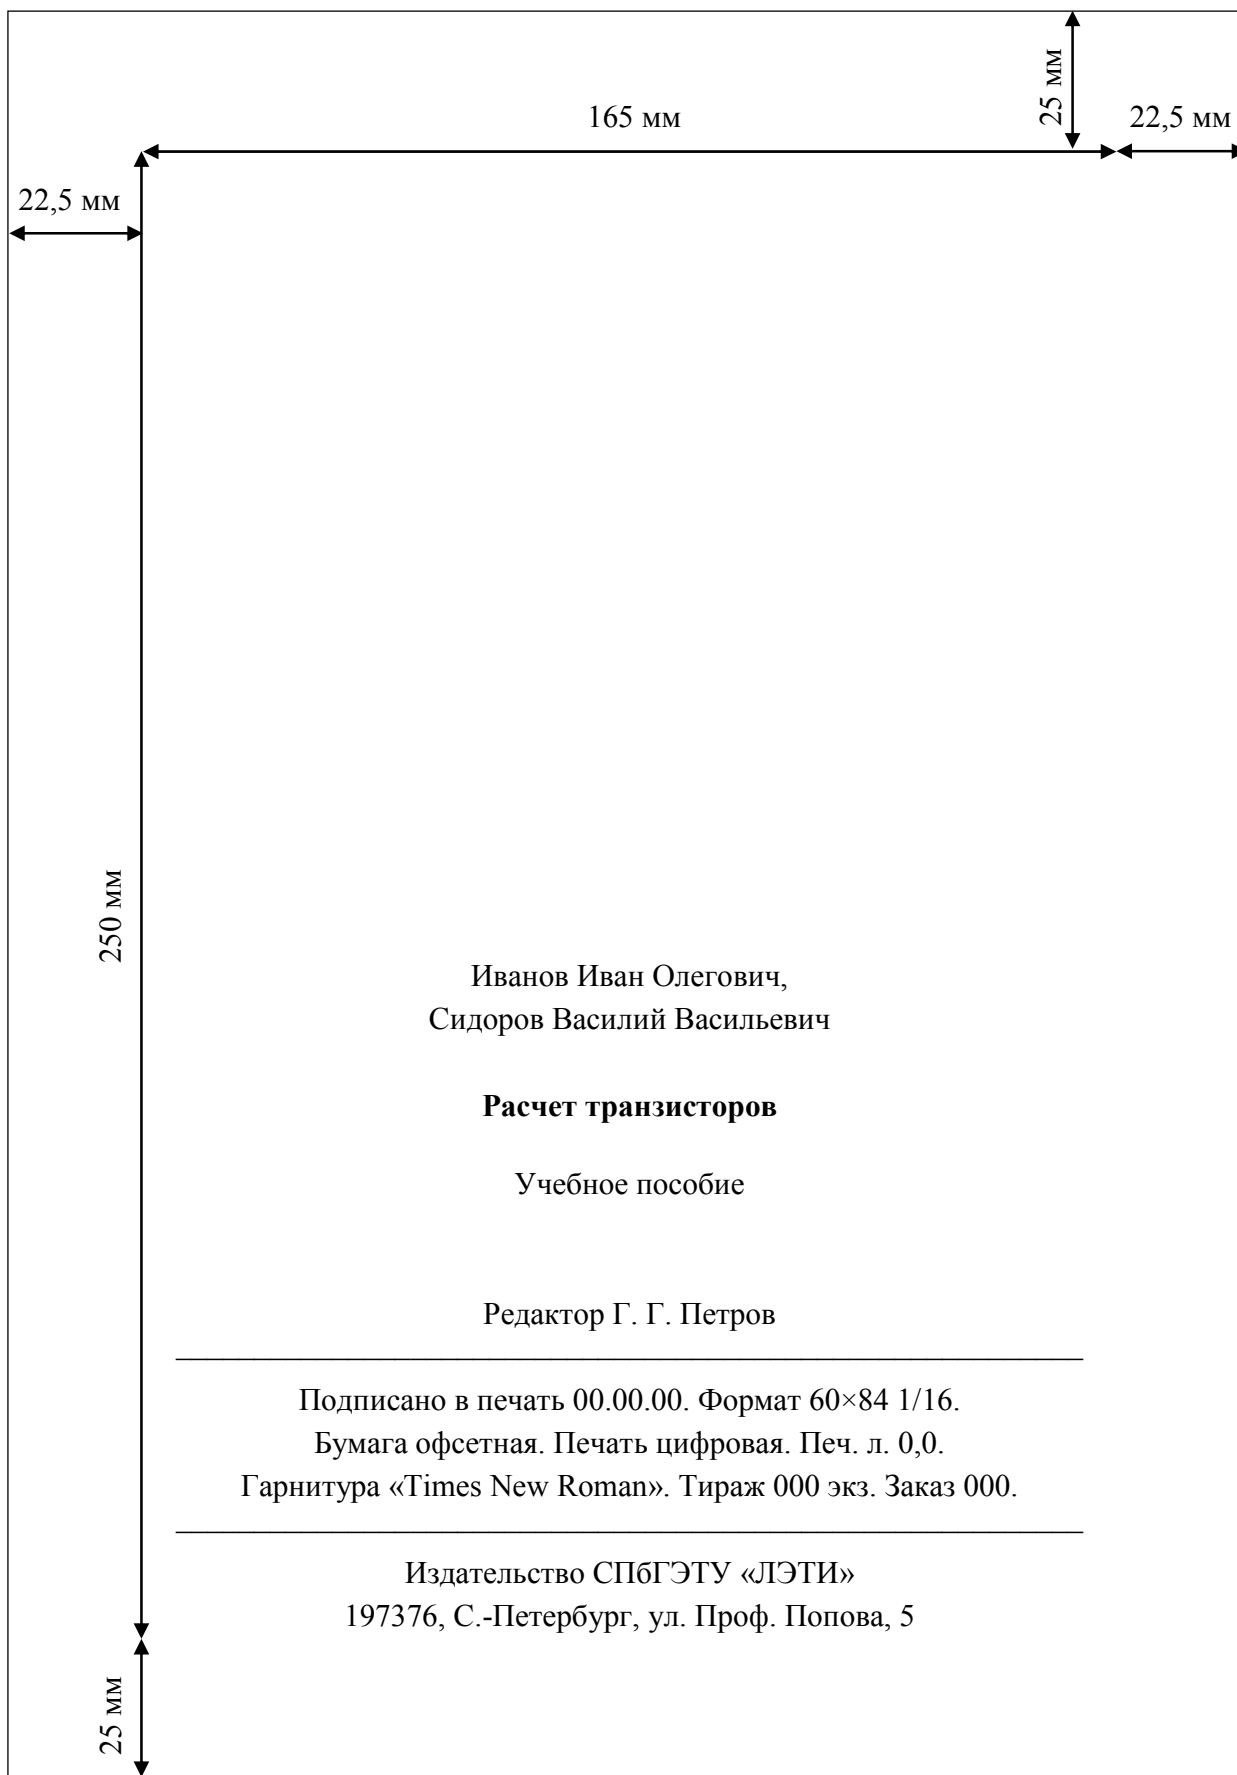 25 мм
165 мм
22,5 мм
22,5 мм
250 мм
Иванов Иван Олегович,
Сидоров Василий Васильевич
Расчет транзисторов
Учебное пособие
Редактор Г. Г. Петров
Подписано в печать 00.00.00. Формат 60×84 1/16.
Бумага офсетная. Печать цифровая. Печ. л. 0,0.
Гарнитура «Times New Roman». Тираж 000 экз. Заказ 000.
Издательство СПбГЭТУ «ЛЭТИ»
197376, С.-Петербург, ул. Проф. Попова, 5
25 мм